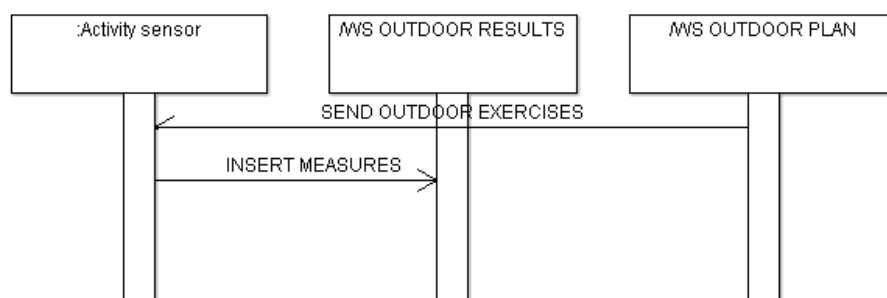 :Activity sensor
/WS OUTDOOR RESULTS
/WS OUTDOOR PLAN
SEND OUTDOOR EXERCISES
INSERT MEASURES